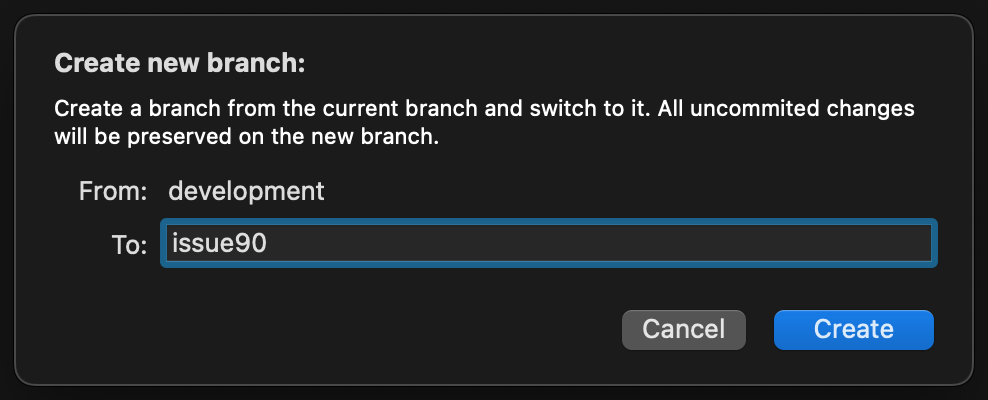 Create new branch:
Create a branch from the current branch and switch to it. All uncommited changes
will be preserved on the new branch.
From: development
To: issue90
Cancel Create